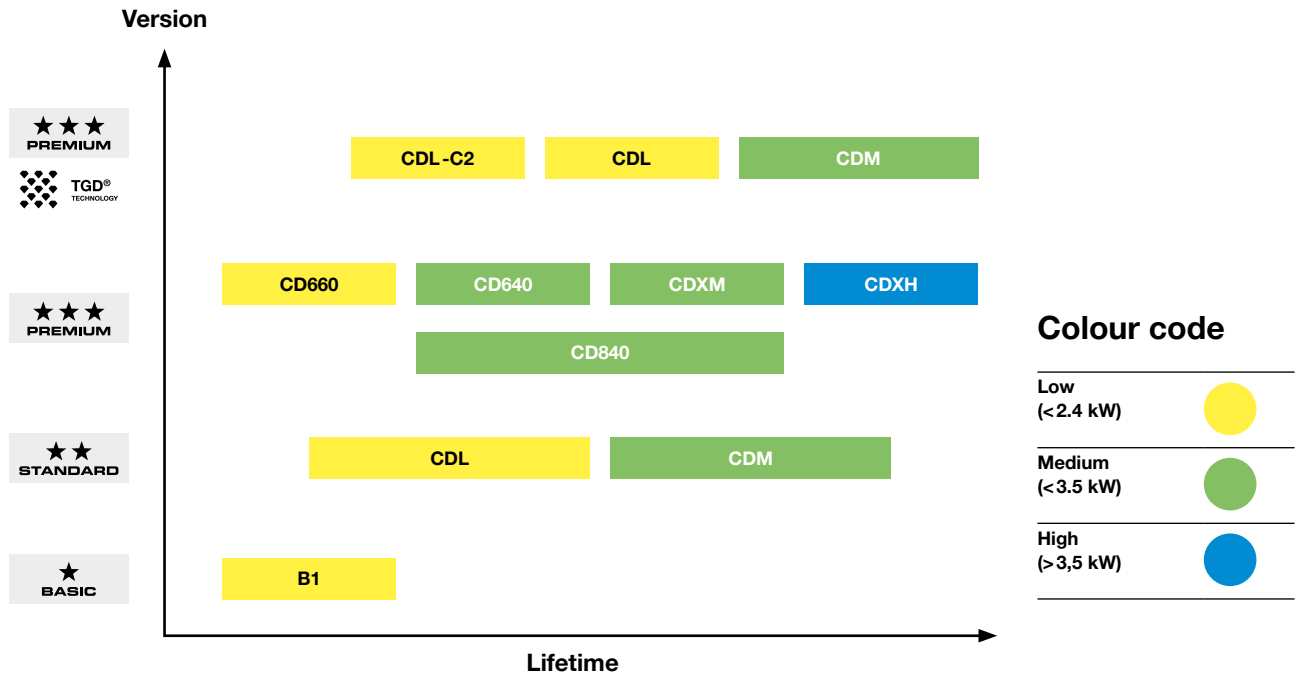 Version
PREMIUM
TGD®
TECHNOLOGY
CDL-C2
CDL
CDM
PREMIUM
CD660
CD640
CDXM
CDXH
CD840
STANDARD
CDL
CDM
BASIC
B1
Lifetime
Colour code
Low
(<2.4 kW)
Medium
(<3.5 kW)
High
(>3,5 kW)